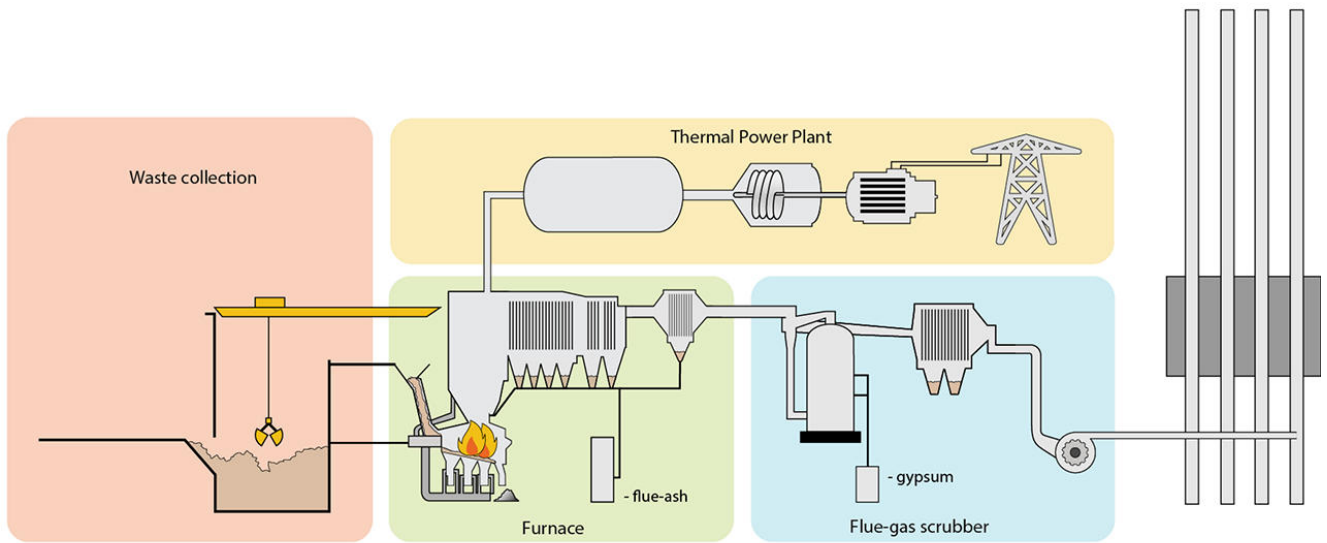 Thermal Power Plant
Waste collection
- flue-ash
- gypsum
Furnace
Flue-gas scrubber